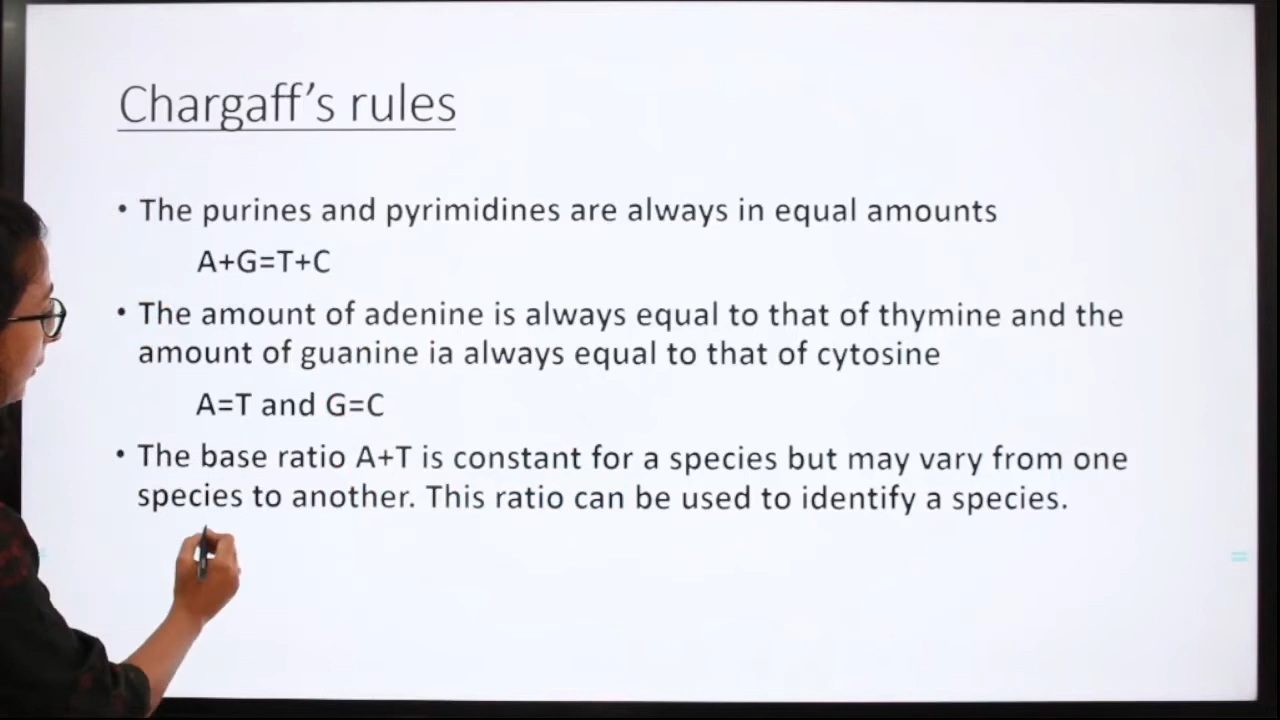 Chargaff’s rules
• The purines and pyrimidines are always in equal amounts
A+G=T+C
• The amount of adenine is always equal to that of thymine and the
amount of guanine ia always equal to that of cytosine
A=T and G=C
• The base ratio A+T is constant for a species but may vary from one
species to another. This ratio can be used to identify a species.